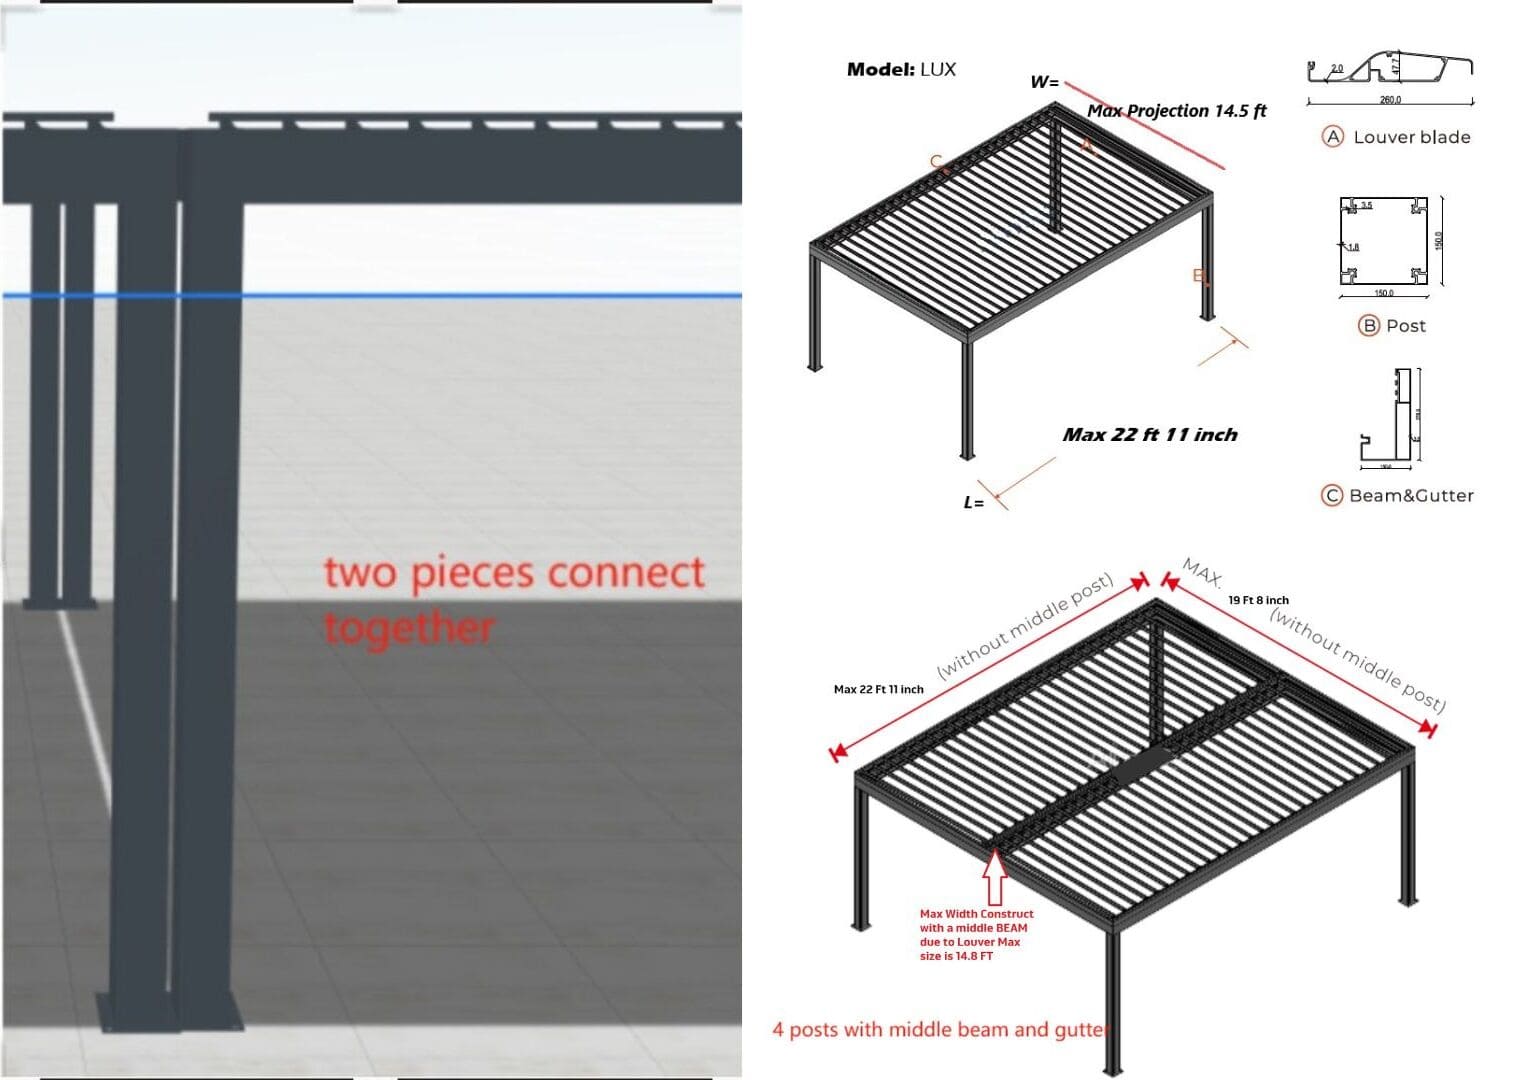 two pieces connect
together
Model: LUX
W=
Max Projection 14.5 ft
A
C
B
Max 22 ft 11 inch
L=
2.0
47.7
260.0
A Louver blade
3.5
1.8
150.0
150.0
B Post
C Beam&Gutter
(without middle post)
MAX.
19 Ft 8 inch
(without middle post)
Max 22 Ft 11 inch
Max Width Construct
with a middle BEAM
due to Louver Max
size is 14.8 FT
4 posts with middle beam and gutter